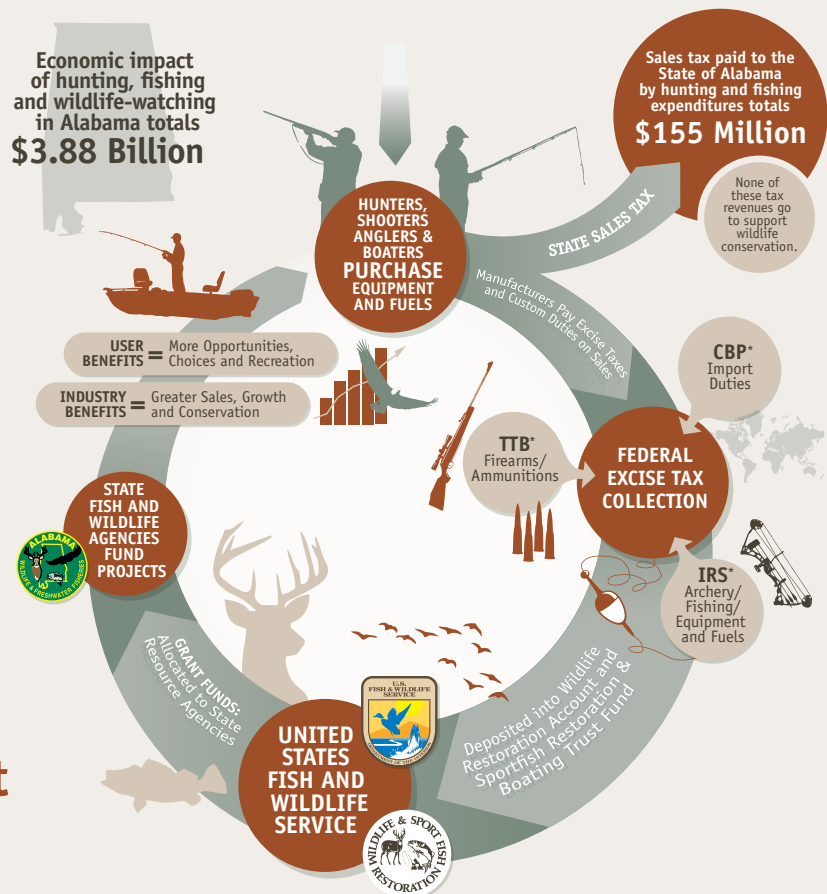 Economic impact
of hunting, fishing
and wildlife-watching
in Alabama totals
$3.88 Billion
Sales tax paid to the
State of Alabama
by hunting and fishing
expenditures totals
$155 Million
None of
these tax
revenues go
to support
wildlife
conservation.
STATE SALES TAX
HUNTERS,
SHOOTERS
ANGLERS &
BOATERS
PURCHASE
EQUIPMENT
AND FUELS
Manufacturers Pay Excise Taxes
and Custom Duties on Sales
USER
BENEFITS = More Opportunities,
Choices and Recreation
INDUSTRY
BENEFITS = Greater Sales, Growth
and Conservation
CBP*
Import
Duties
TTB*
Firearms/
Ammunitions
FEDERAL
EXCISE TAX
COLLECTION
IRS*
Archery/
Fishing/
Equipment
and Fuels
Deposited into Wildlife
Restoration Account and
Sportfish Restoration &
Boating Trust Fund
U.S.
FISH & WILDLIFE
SERVICE
DEPARTMENT OF THE INTERIOR
UNITED
STATES
FISH AND
WILDLIFE
SERVICE
WILDLIFE & SPORT FISH
RESTORATION
GRANT FUNDS:
Allocated to State
Resource Agencies
STATE
FISH AND
WILDLIFE
AGENCIES
FUND
PROJECTS
ALABAMA
WILDLIFE & FRESHWATER FISHERIES
t